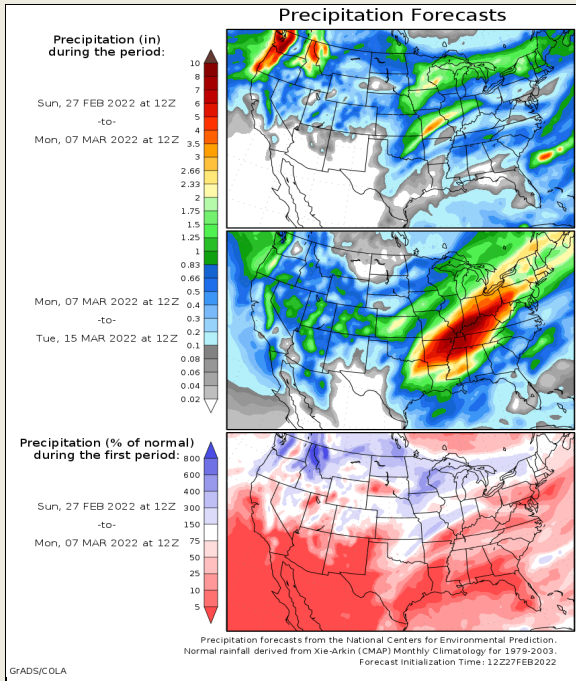 Precipitation Forecasts
Precipitation (in)
during the period:
Sun, 27 FEB 2022 at 12Z
-to-
Mon, 07 MAR 2022 at 12Z
10
8
7
6
5
4
3.5
3
2.66
2.33
2
1.75
1.5
1.25
1
0.83
0.66
0.5
0.4
0.3
0.2
0.1
0.08
0.06
0.04
0.02
Mon, 07 MAR 2022 at 12Z
-to-
Tue, 15 MAR 2022 at 12Z
Precipitation (% of normal)
during the first period:
Sun, 27 FEB 2022 at 12Z
-to-
Mon, 07 MAR 2022 at 12Z
800
600
400
300
150
75
50
25
10
5
Precipitation forecasts from the National Centers for Environmental Prediction.
Normal rainfall derived from Xie-Arkin (CMAP) Monthly Climatology for 1979-2003.
Forecast Initialization Time: 12Z27FEB2022
GrADS/COLA